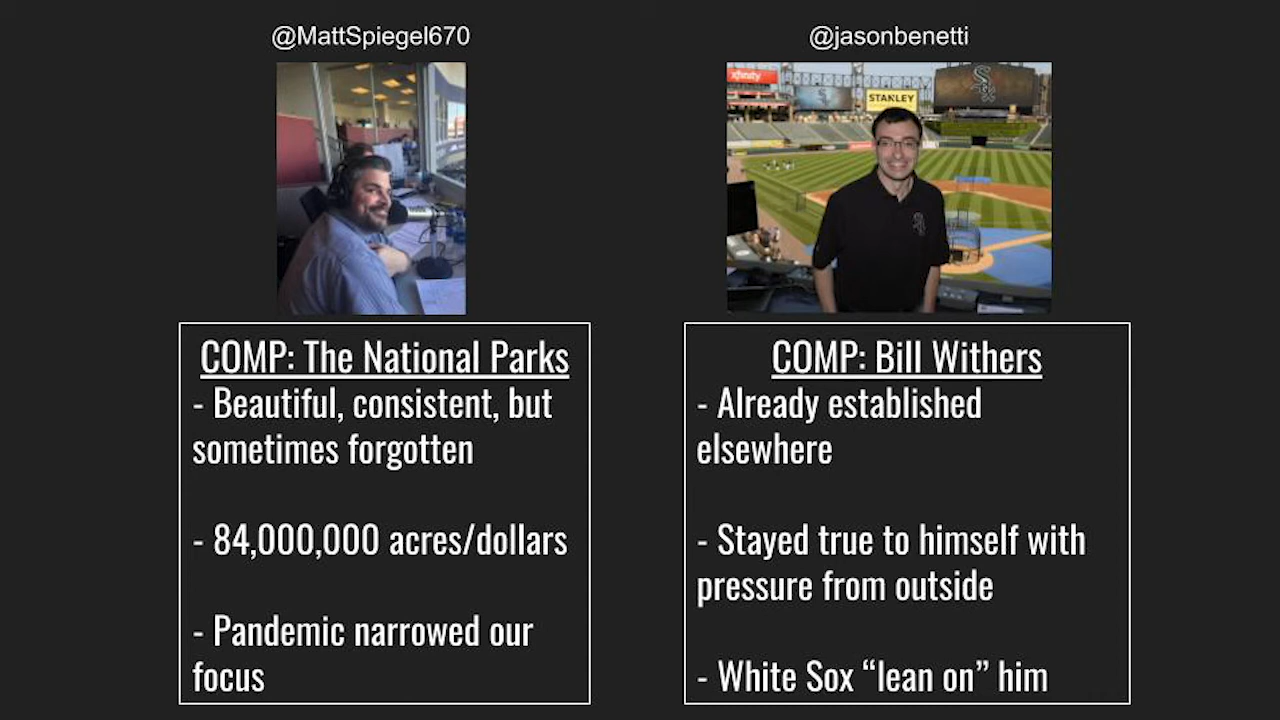 @MattSpiegel670
@jasonbenetti
xfinity
STANLEY
COMP: The National Parks
- Beautiful, consistent, but
sometimes forgotten
- 84,000,000 acres/dollars
- Pandemic narrowed our
focus
COMP: Bill Withers
- Already established
elsewhere
- Stayed true to himself with
pressure from outside
- White Sox “lean on” him